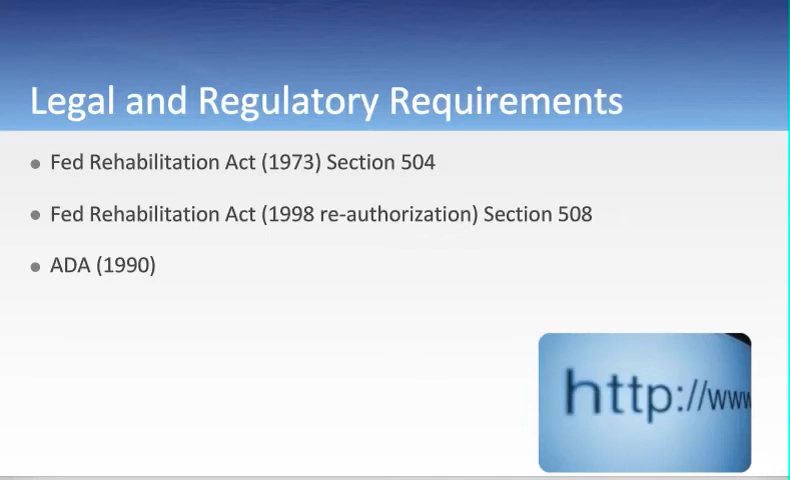 Legal and Regulatory Requirements
Fed Rehabilitation Act (1973) Section 504
Fed Rehabilitation Act (1998 re-authorization) Section 508
ADA (1990)
http://www